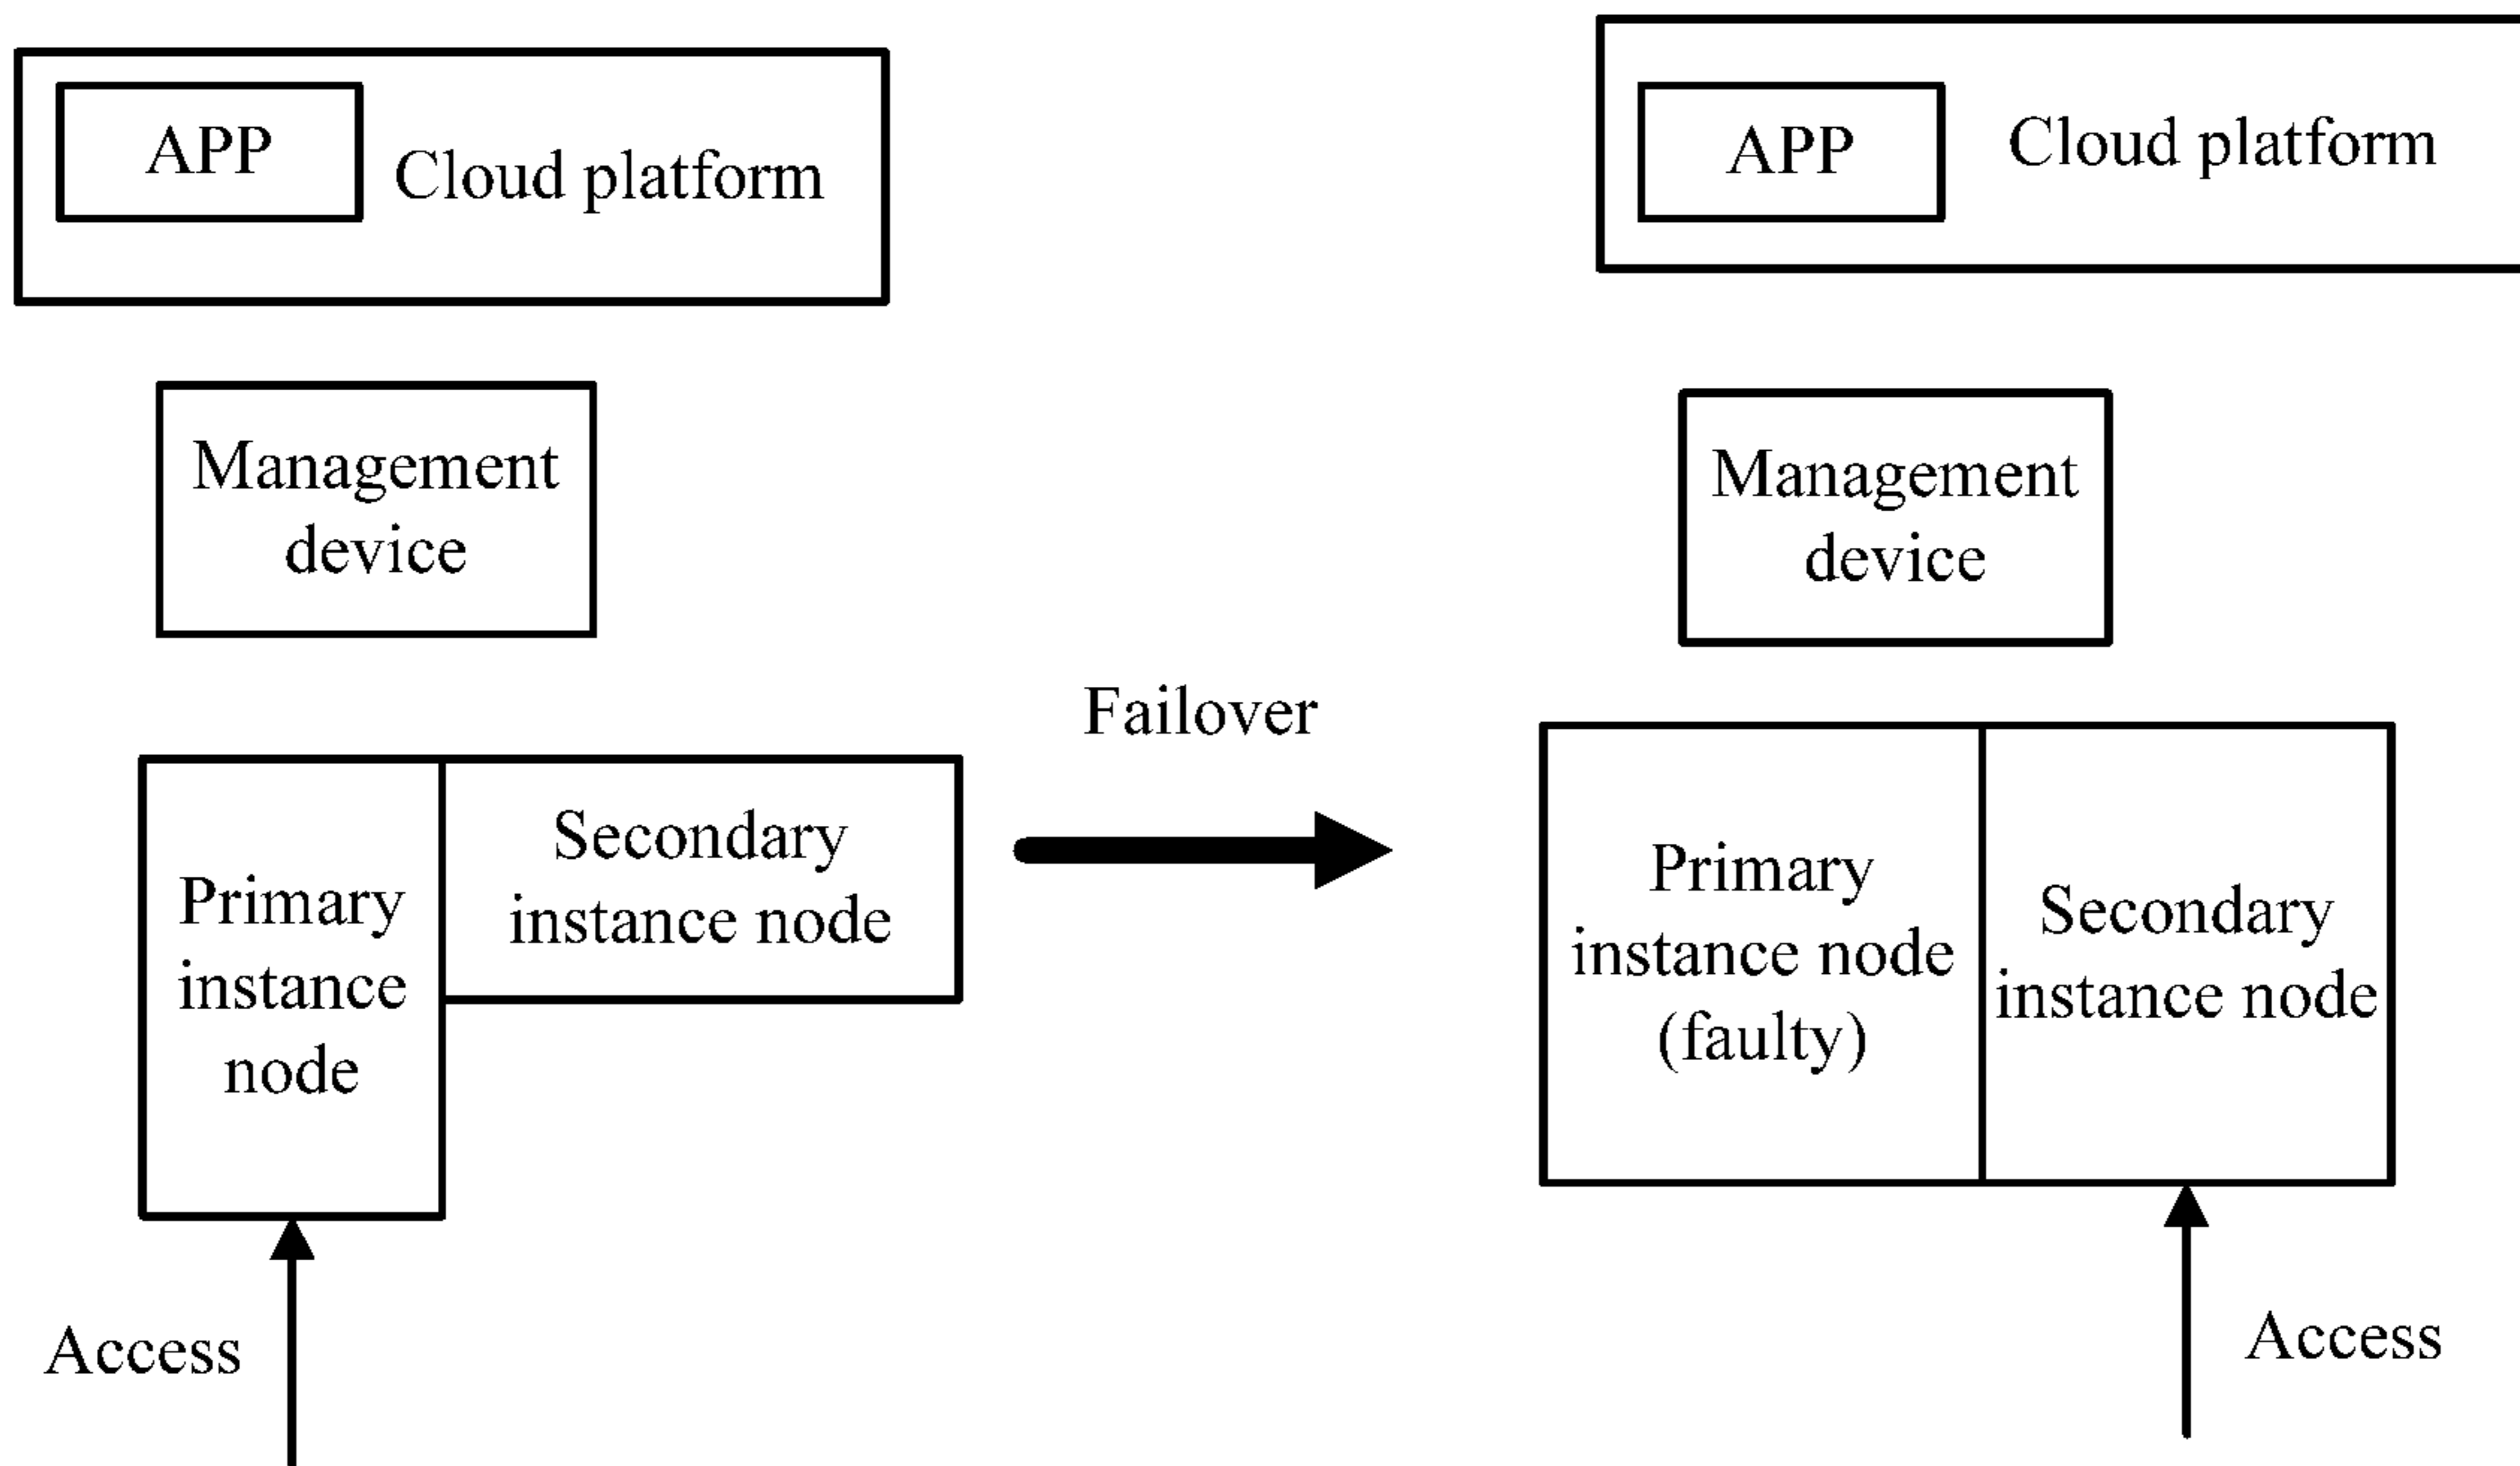 APP
Cloud platform
Management
device
Primary
instance
node
Secondary
instance node
Access
Failover
APP
Cloud platform
Management
device
Primary
instance node
(faulty)
Secondary
instance node
Access